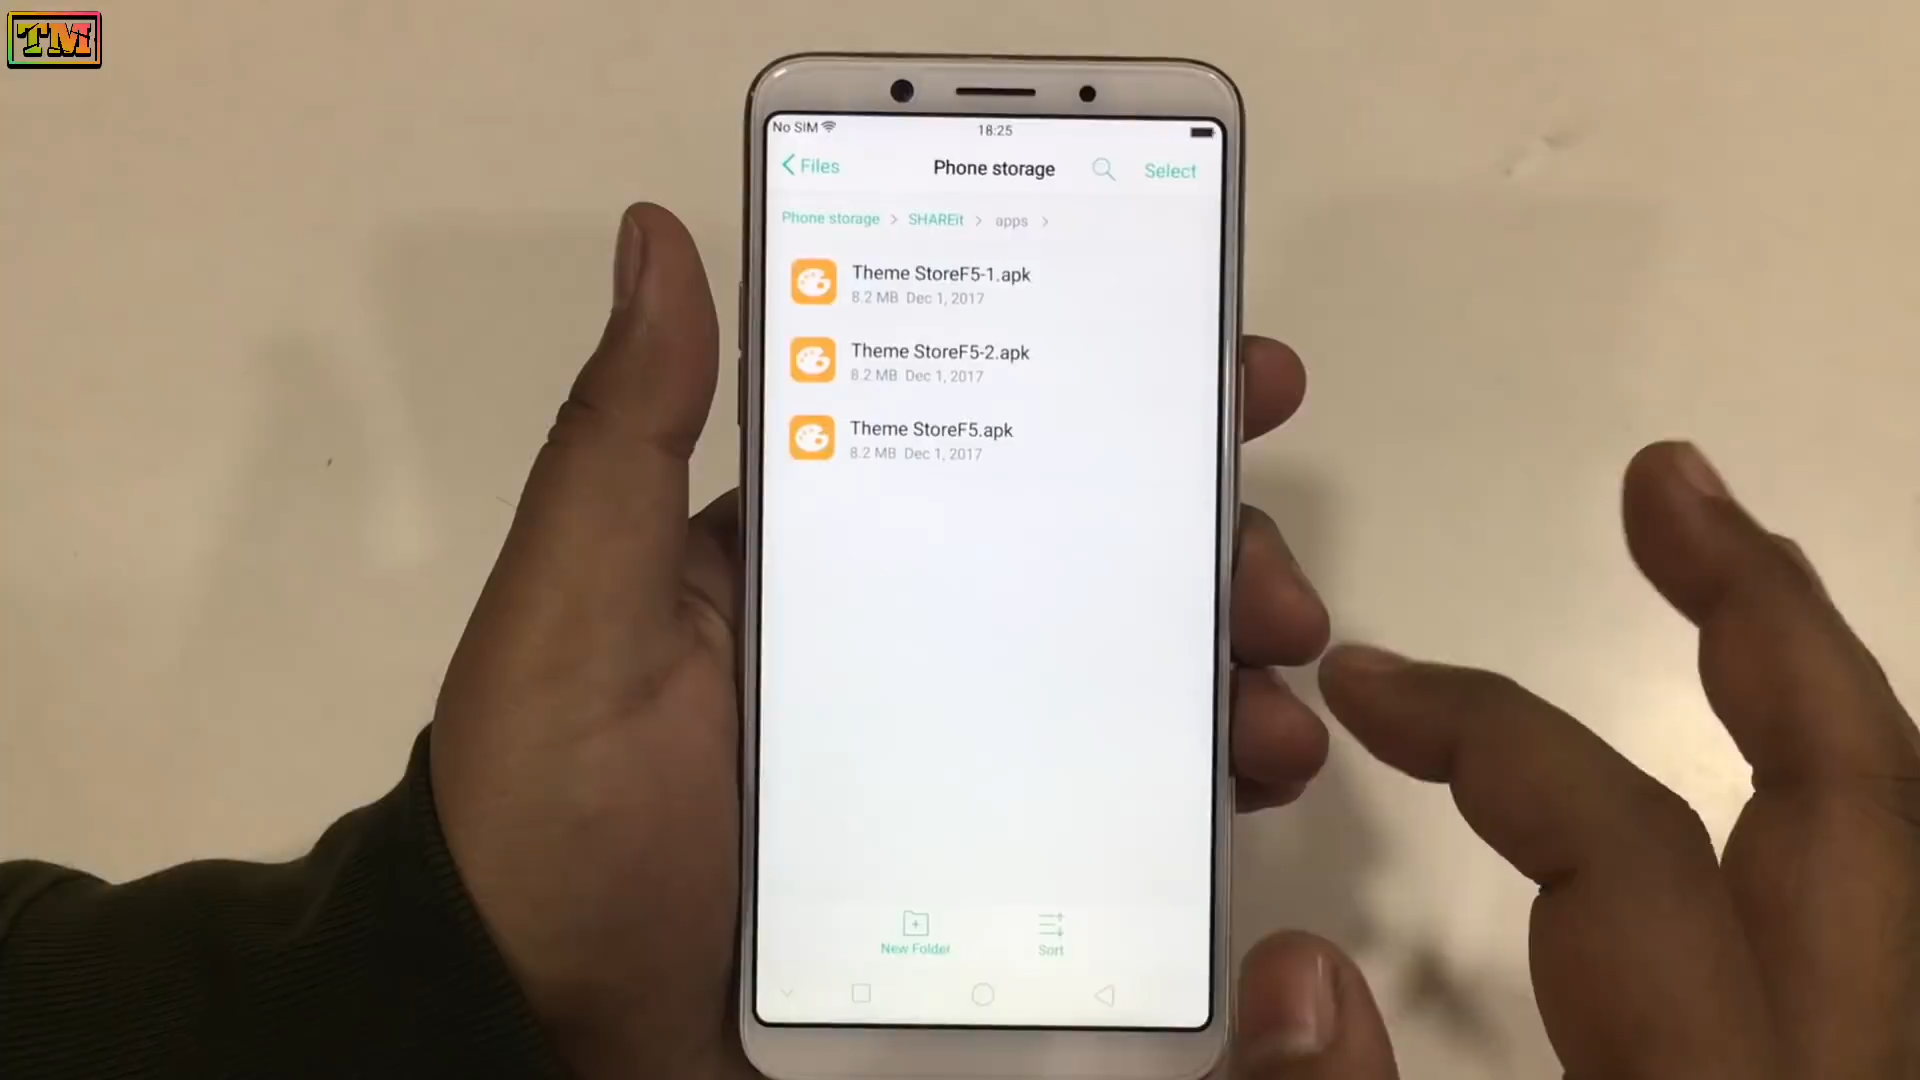 TM
No SIM
18:25
Files
Phone storage
Select
Phone storage > SHAREit > apps >
Theme StoreF5-1.apk
8.2 MB Dec 1, 2017
Theme StoreF5-2.apk
8.2 MB Dec 1, 2017
Theme StoreF5.apk
8.2 MB Dec 1, 2017
New Folder
Sort